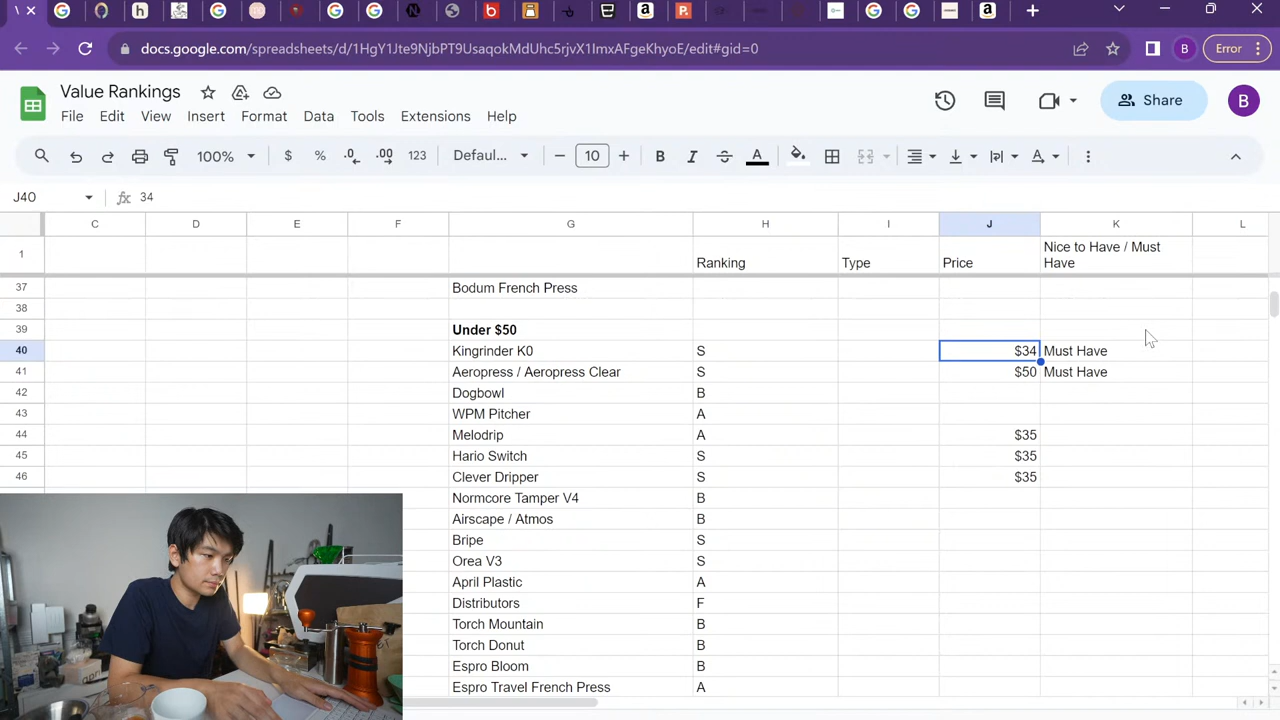 docs.google.com/spreadsheets/d/1HgY1Jte9NjbPT9UsaqokMdUhc5rjvX1ImxAFgeKhyoE/edit#gid=0
B
Error
Value Rankings
File Edit View Insert Format Data Tools Extensions Help
Share
B
100% $ % .0 .00 123 Defaul... 10 B I A
J40 fx 34
C D E F G H I J K L
1 Ranking Type Price Nice to Have / Must
Have
37 Bodum French Press
38
39 Under $50
40 Kingrinder K0 S $34 Must Have
41 Aeropress / Aeropress Clear S $50 Must Have
42 Dogbowl B
43 WPM Pitcher A
44 Melodrip A $35
45 Hario Switch S $35
46 Clever Dripper S $35
Normcore Tamper V4 B
Airscape / Atmos B
Bripe S
Orea V3 S
April Plastic A
Distributors F
Torch Mountain B
Torch Donut B
Espro Bloom B
Espro Travel French Press A